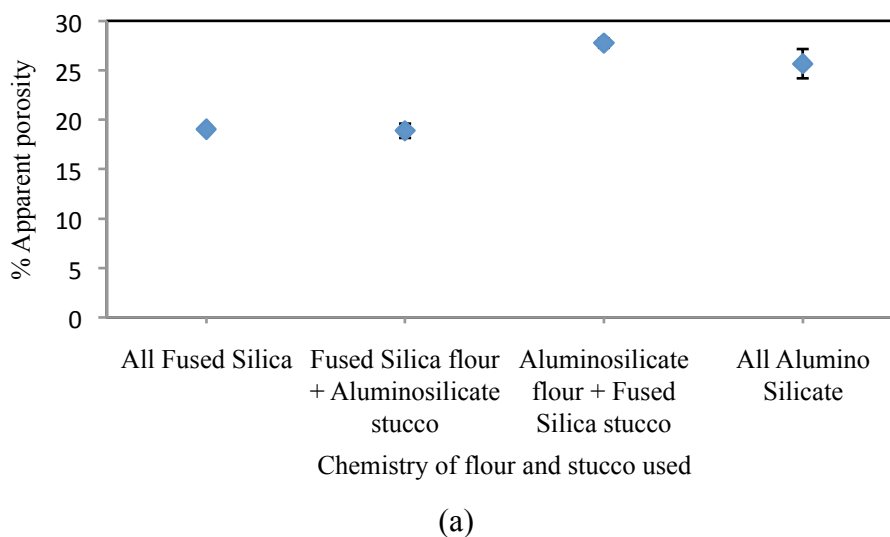 30
25
20
15
10
5
0
% Apparent porosity
All Fused Silica
Fused Silica flour
+ Aluminosilicate
stucco
Aluminosilicate
flour + Fused
Silica stucco
All Alumino
Silicate
Chemistry of flour and stucco used
(a)